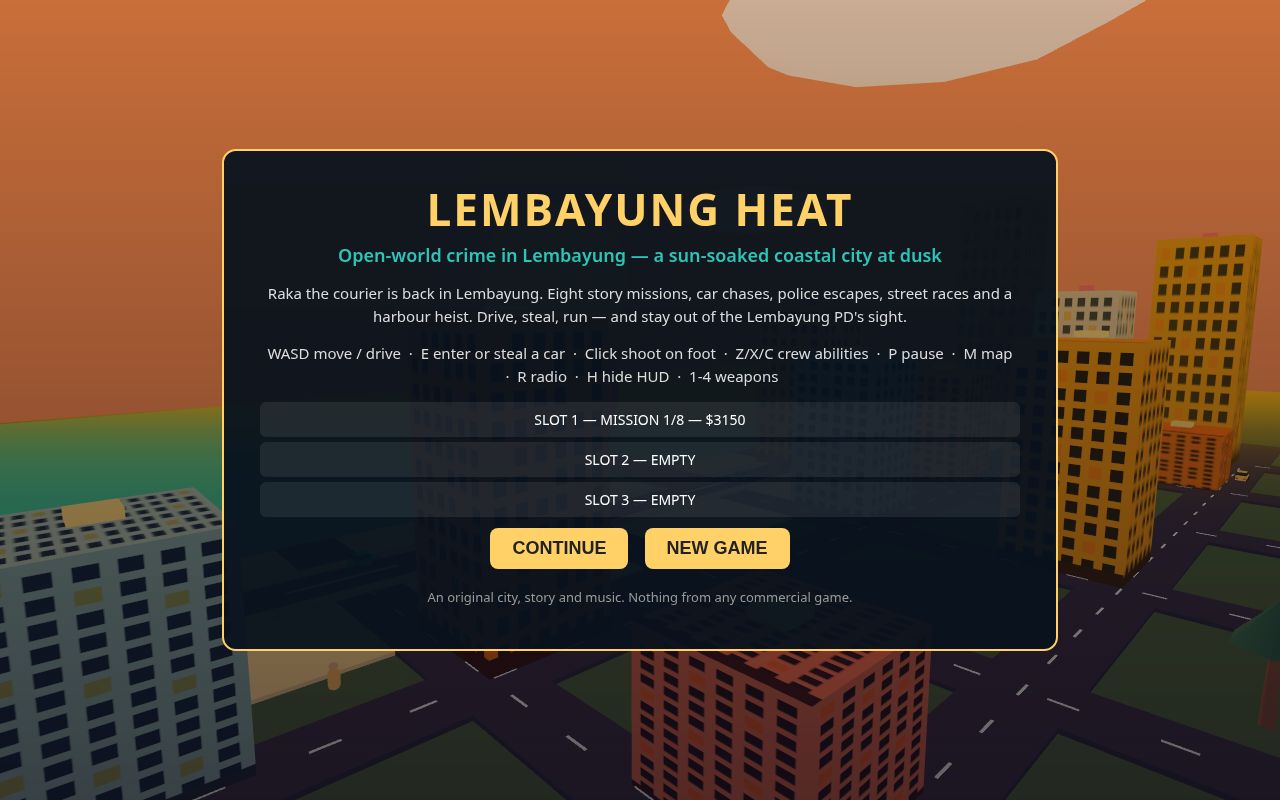 LEMBAYUNG HEAT
Open-world crime in Lembayung — a sun-soaked coastal city at dusk
Raka the courier is back in Lembayung. Eight story missions, car chases, police escapes, street races and a
harbour heist. Drive, steal, run — and stay out of the Lembayung PD's sight.
WASD move / drive · E enter or steal a car · Click shoot on foot · Z/X/C crew abilities · P pause · M map
· R radio · H hide HUD · 1-4 weapons
SLOT 1 — MISSION 1/8 — $3150
SLOT 2 — EMPTY
SLOT 3 — EMPTY
CONTINUE NEW GAME
An original city, story and music. Nothing from any commercial game.